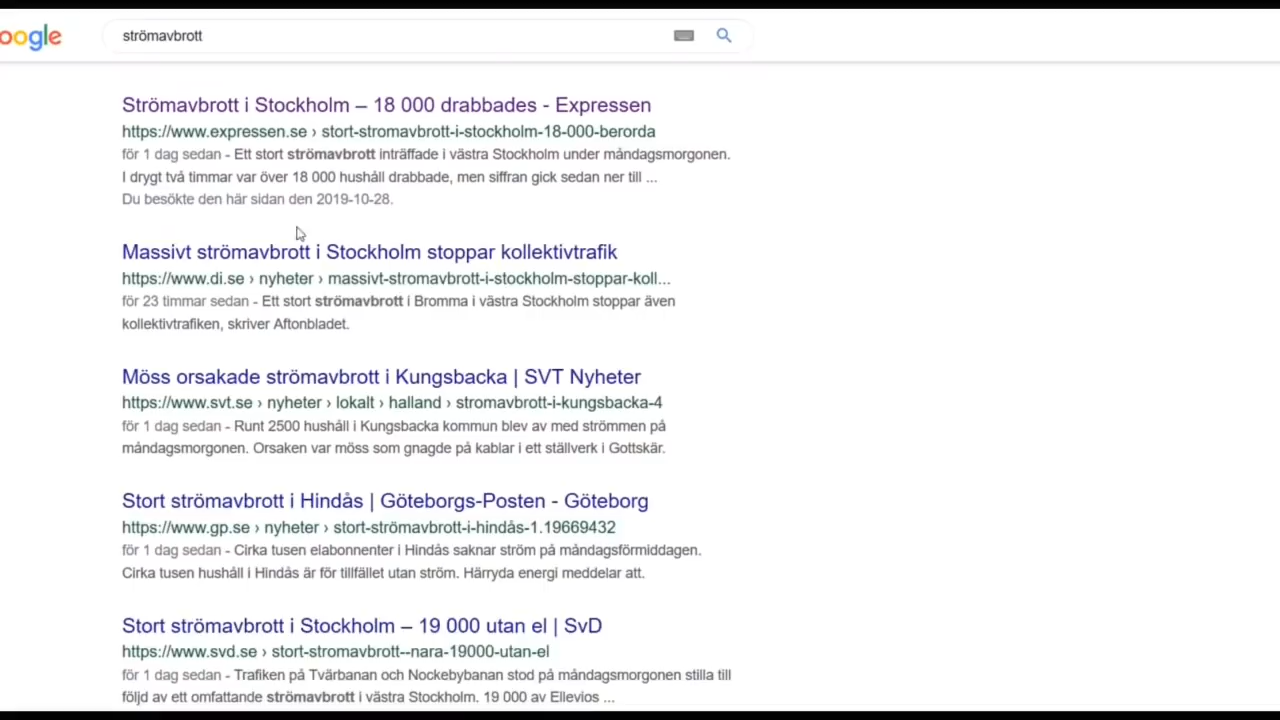 oogle
strömavbrott
Strömavbrott i Stockholm – 18 000 drabbades - Expressen
https://www.expressen.se › stort-stromavbrott-i-stockholm-18-000-berorda
för 1 dag sedan - Ett stort strömavbrott inträffade i västra Stockholm under måndagsmorgonen.
I drygt två timmar var över 18 000 hushåll drabbade, men siffran gick sedan ner till ...
Du besökte den här sidan den 2019-10-28.
Massivt strömavbrott i Stockholm stoppar kollektivtrafik
https://www.di.se › nyheter › massivt-stromavbrott-i-stockholm-stoppar-koll...
för 23 timmar sedan - Ett stort strömavbrott i Bromma i västra Stockholm stoppar även
kollektivtrafiken, skriver Aftonbladet.
Möss orsakade strömavbrott i Kungsbacka | SVT Nyheter
https://www.svt.se › nyheter › lokalt › halland › stromavbrott-i-kungsbacka-4
för 1 dag sedan - Runt 2500 hushåll i Kungsbacka kommun blev av med strömmen på
måndagsmorgonen. Orsaken var möss som gnagde på kablar i ett ställverk i Gottskär.
Stort strömavbrott i Hindås | Göteborgs-Posten - Göteborg
https://www.gp.se › nyheter › stort-strömavbrott-i-hindås-1.19669432
för 1 dag sedan - Cirka tusen elabonnenter i Hindås saknar ström på måndagsförmiddagen.
Cirka tusen hushåll i Hindås är för tillfället utan ström. Härryda energi meddelar att.
Stort strömavbrott i Stockholm – 19 000 utan el | SvD
https://www.svd.se › stort-stromavbrott--nara-19000-utan-el
för 1 dag sedan - Trafiken på Tvärbanan och Nockebybanan stod på måndagsmorgonen stilla till
följd av ett omfattande strömavbrott i västra Stockholm. 19 000 av Ellevios ...